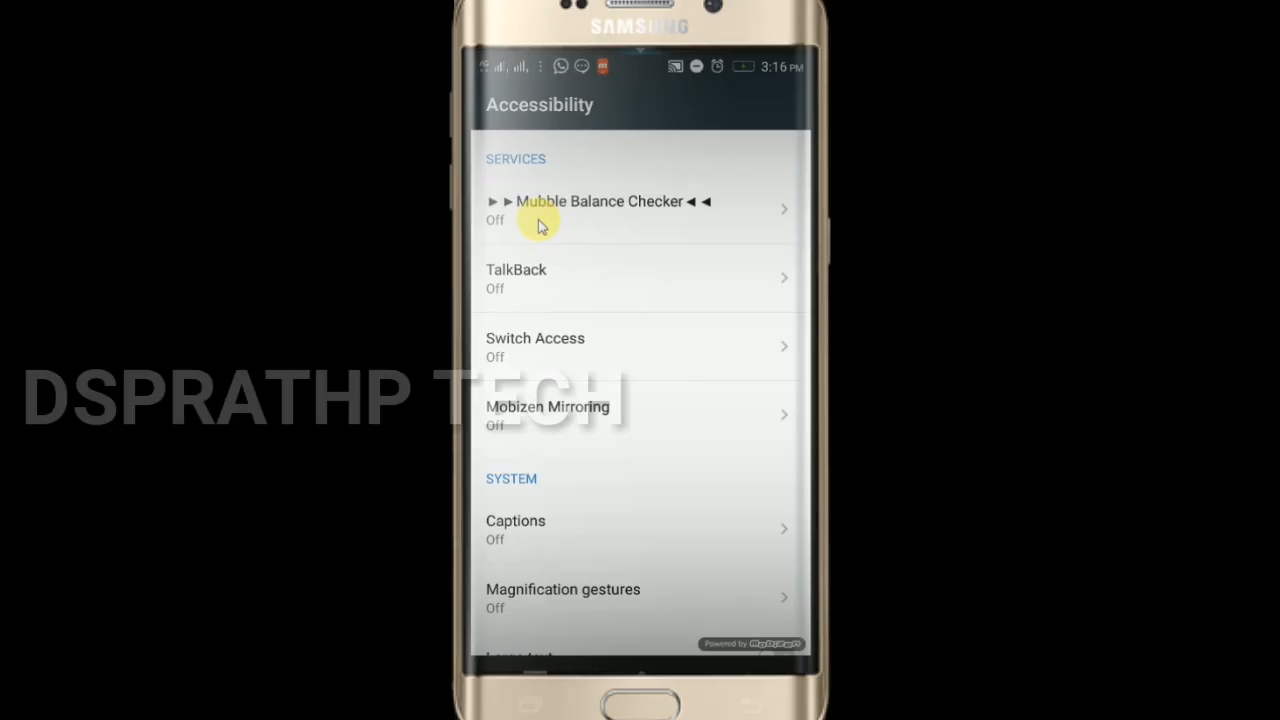 SAMSUNG
3:16 PM
Accessibility
SERVICES
►►Mubble Balance Checker◄◄
Off
TalkBack
Off
Switch Access
Off
DSPRATHP TECH
Mobizen Mirroring
Off
SYSTEM
Captions
Off
Magnification gestures
Off
Powered by mobizen